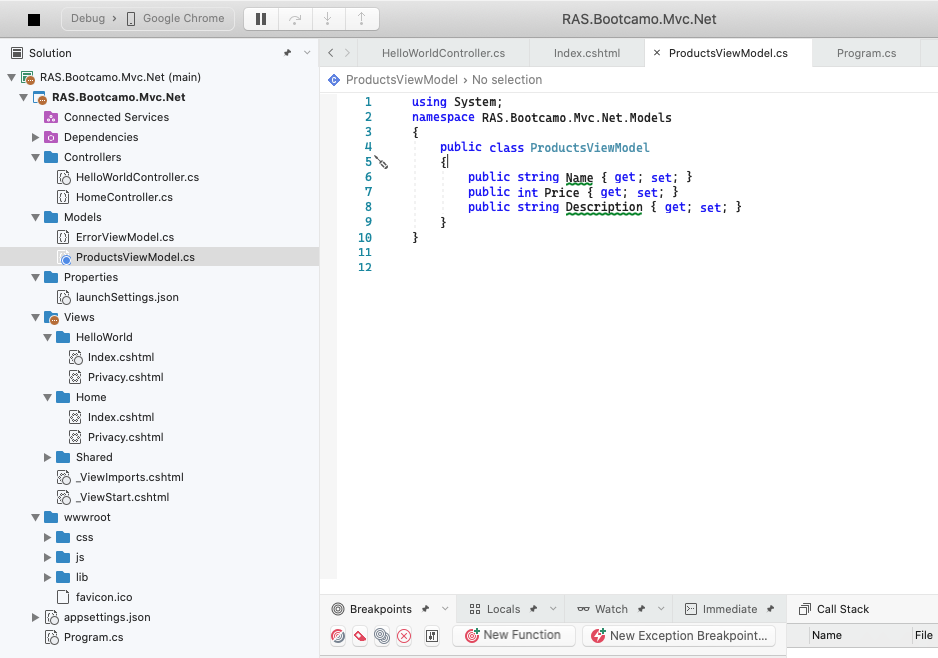 Debug › Google Chrome
RAS.Bootcamo.Mvc.Net
Solution
RAS.Bootcamo.Mvc.Net (main)
RAS.Bootcamo.Mvc.Net
Connected Services
Dependencies
Controllers
HelloWorldController.cs
HomeController.cs
Models
ErrorViewModel.cs
ProductsViewModel.cs
Properties
launchSettings.json
Views
HelloWorld
Index.cshtml
Privacy.cshtml
Home
Index.cshtml
Privacy.cshtml
Shared
_ViewImports.cshtml
_ViewStart.cshtml
wwwroot
css
js
lib
favicon.ico
appsettings.json
Program.cs
HelloWorldController.cs Index.cshtml × ProductsViewModel.cs Program.cs
ProductsViewModel › No selection
1 using System;
2 namespace RAS.Bootcamo.Mvc.Net.Models
3 {
4 public class ProductsViewModel
5 {
6 public string Name { get; set; }
7 public int Price { get; set; }
8 public string Description { get; set; }
9 }
10 }
11
12
Breakpoints Locals Watch Immediate Call Stack
New Function New Exception Breakpoint... Name File